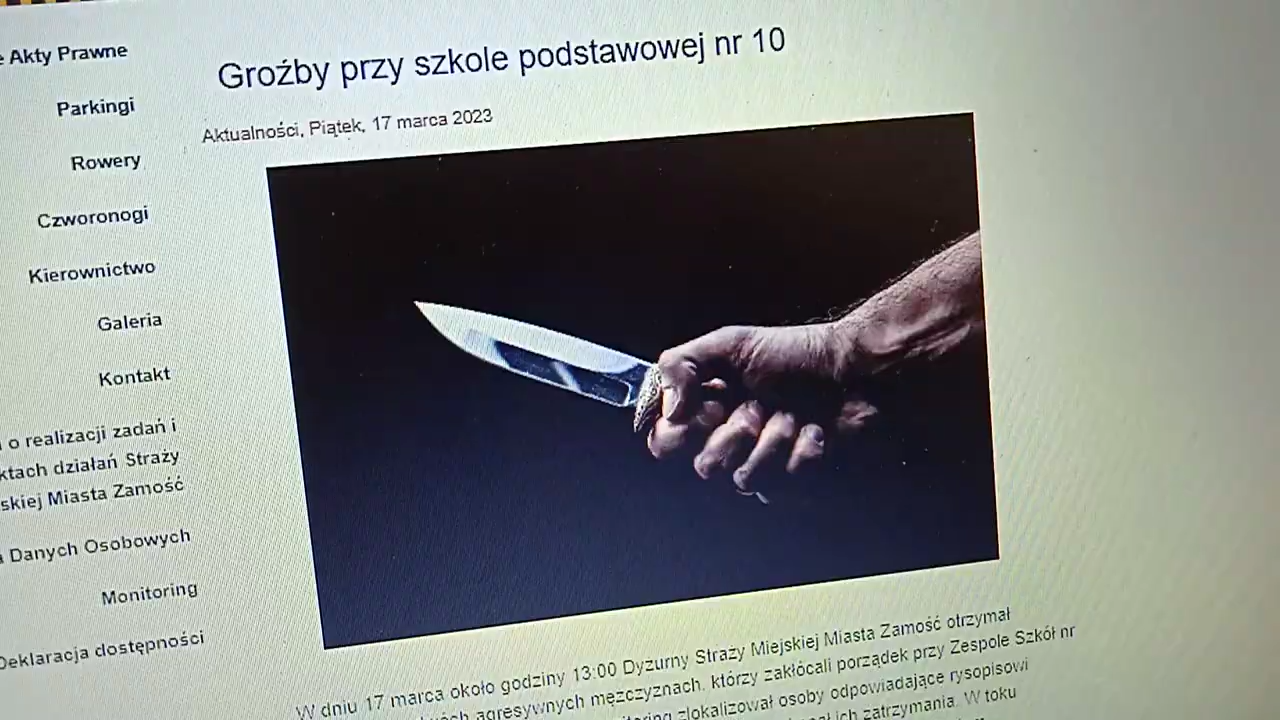 Akty Prawne
Parkingi
Rowery
Czworonogi
Kierownictwo
Galeria
Kontakt
o realizacji zadań i
działań Straży
Miasta Zamość
Danych Osobowych
Monitoring
Deklaracja dostępności
Groźby przy szkole podstawowej nr 10
Aktualności, Piątek, 17 marca 2023
W dniu 17 marca około godziny 13:00 Dyżurny Straży Miejskiej Miasta Zamość otrzymał
agresywnych mężczyznach, którzy zakłócali porządek przy Zespole Szkół nr
zlokalizował osoby odpowiadające rysopisowi
ich zatrzymania. W toku